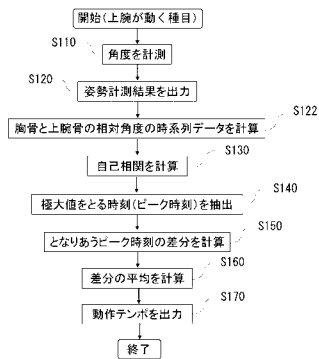 開始(上腕が動く種目)
S110
角度を計測
S120
姿勢計測結果を出力
S122
胸骨と上腕骨の相対角度の時系列データを計算
S130
自己相関を計算
S140
極大値をとる時刻(ピーク時刻)を抽出
S150
となりあうピーク時刻の差分を計算
S160
差分の平均を計算
S170
動作テンポを出力
終了